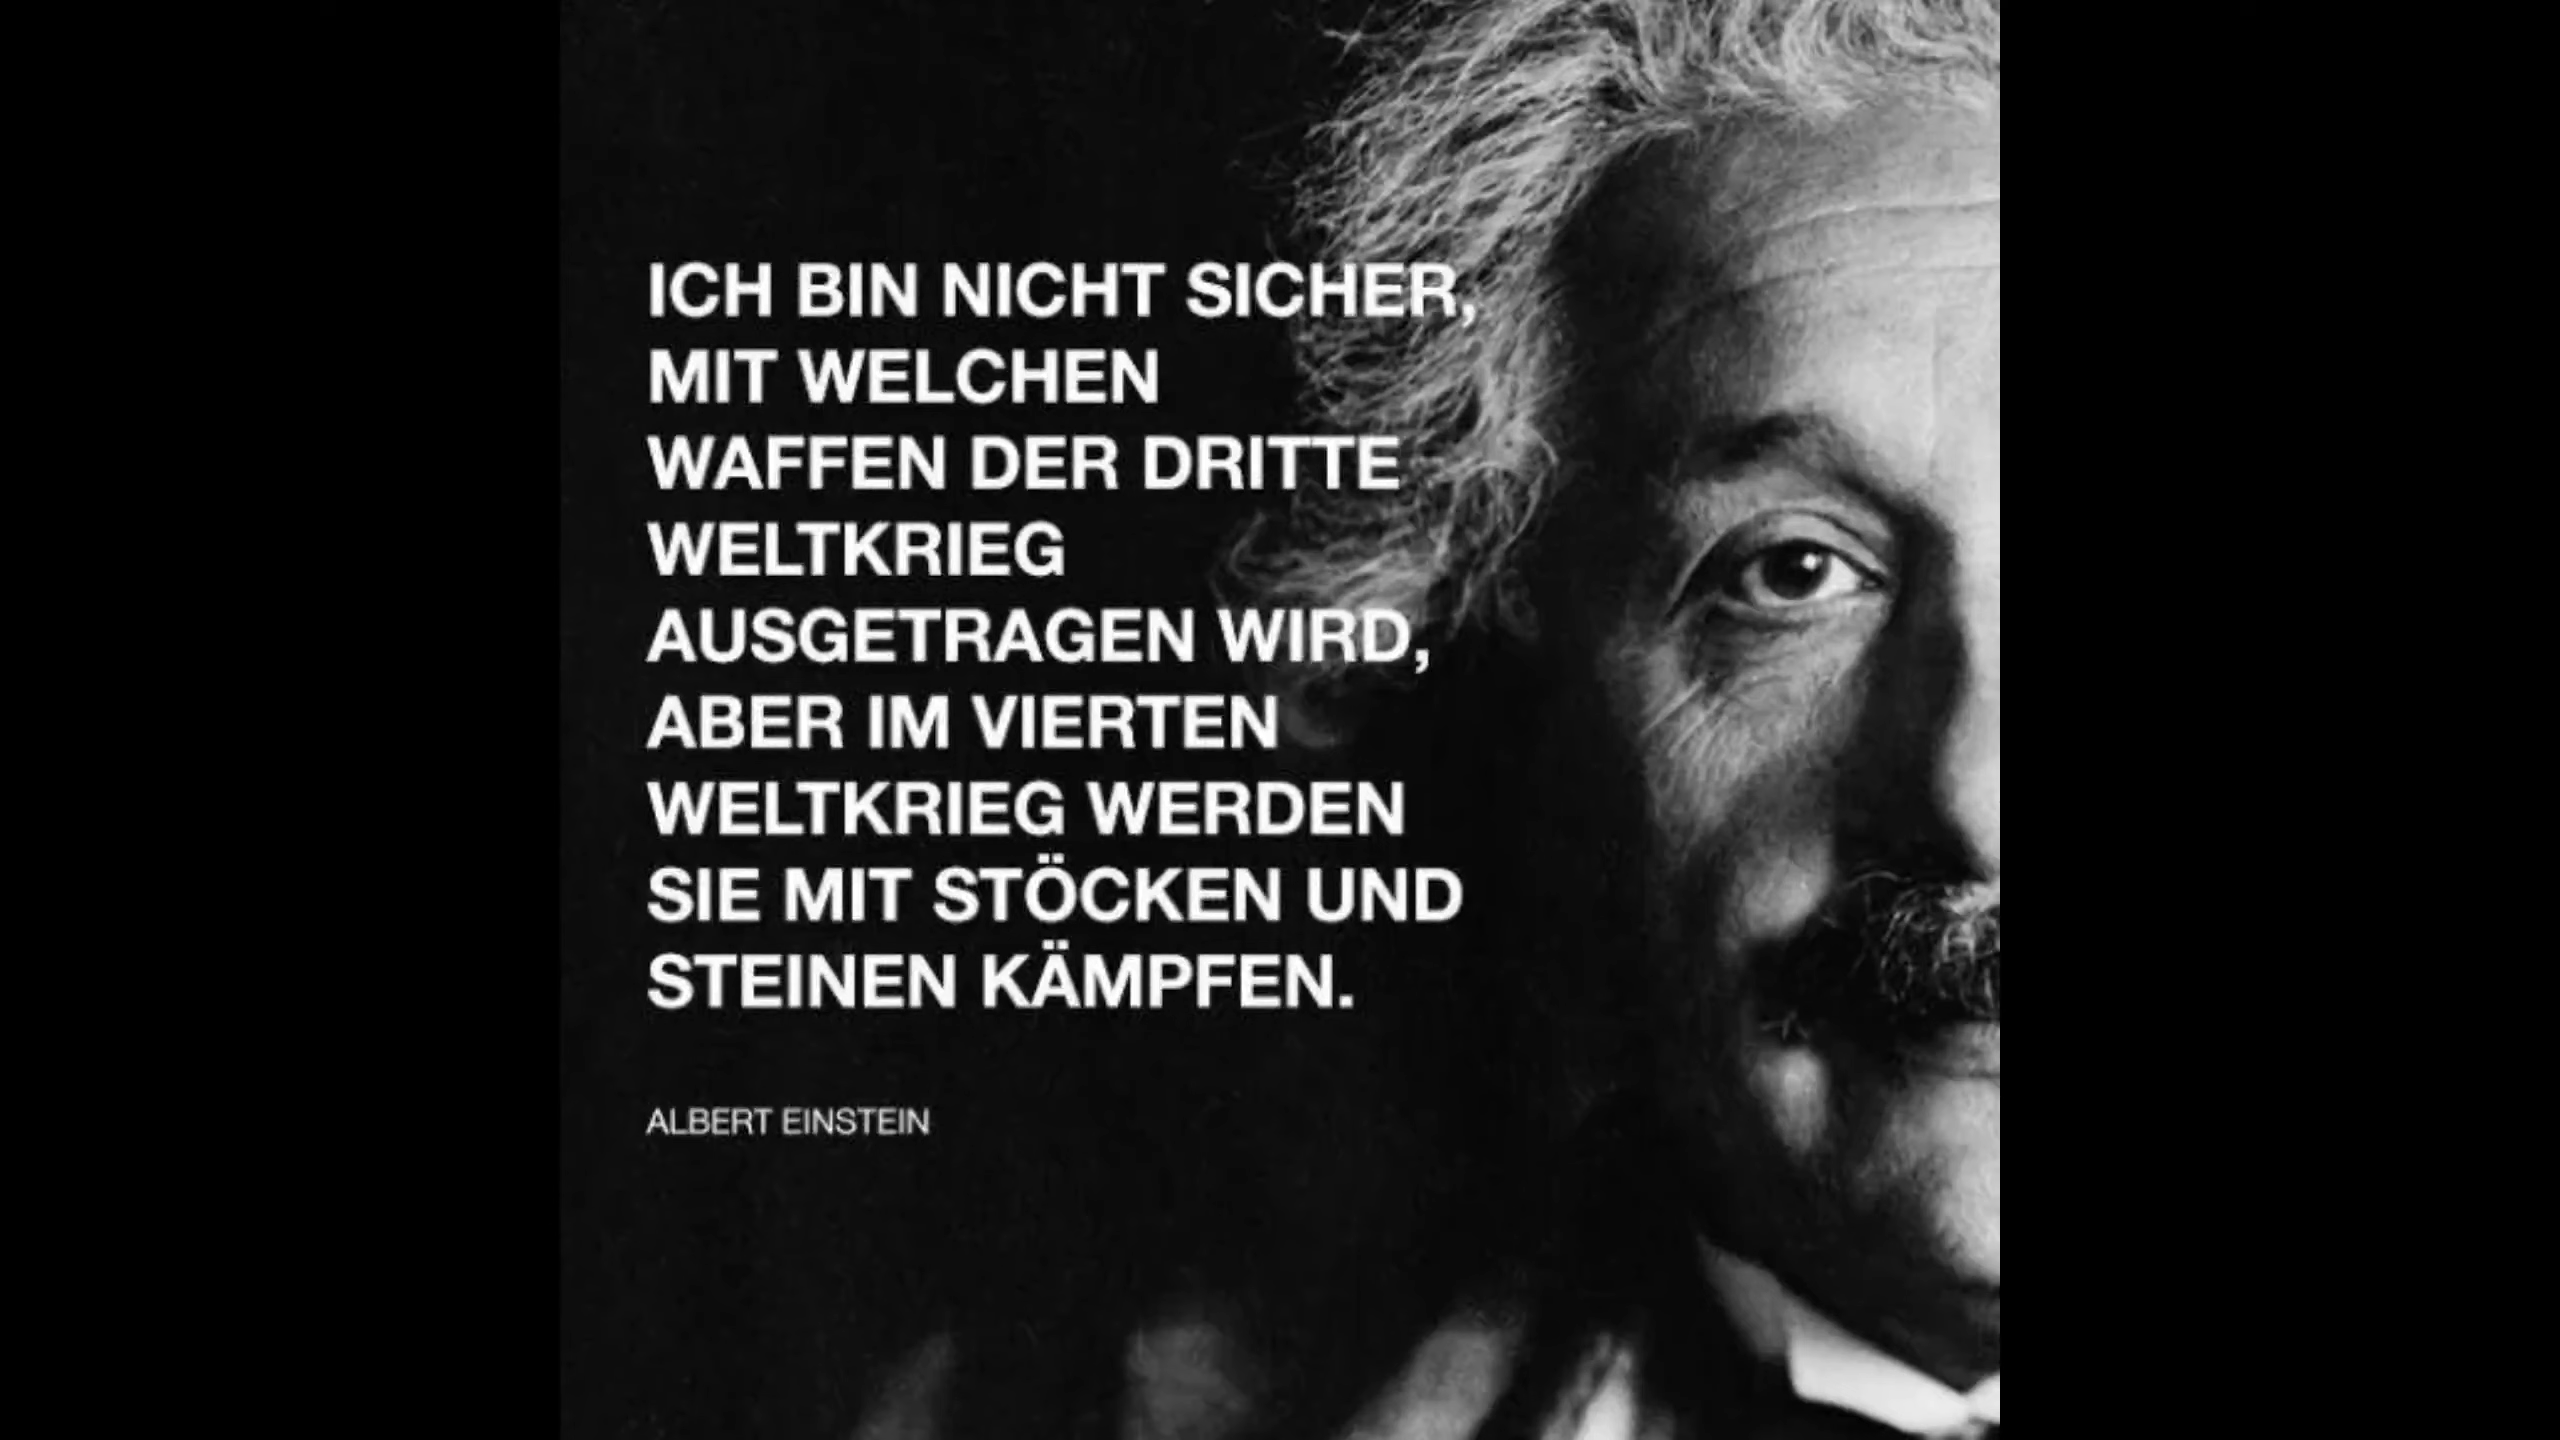 ICH BIN NICHT SICHER,
MIT WELCHEN
WAFFEN DER DRITTE
WELTKRIEG
AUSGETRAGEN WIRD,
ABER IM VIERTEN
WELTKRIEG WERDEN
SIE MIT STÖCKEN UND
STEINEN KÄMPFEN.
ALBERT EINSTEIN